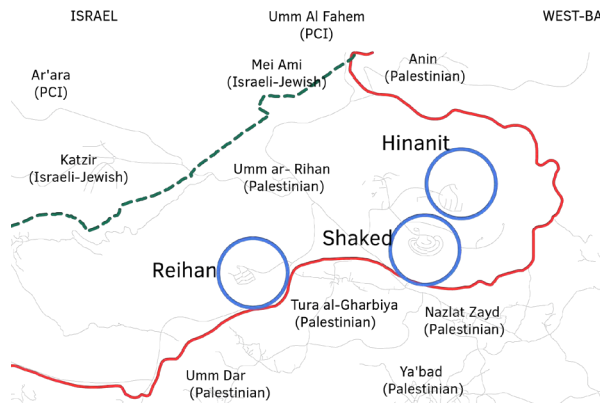 ISRAEL
Umm Al Fahem
(PCI)
WEST-BA
Mei Ami
(Israeli-Jewish)
Anin
(Palestinian)
Ar'ara
(PCI)
Hinanit
Katzir
(Israeli-Jewish)
Umm ar- Rihan
(Palestinian)
Shaked
Reihan
Tura al-Gharbiya
(Palestinian)
Nazlat Zayd
(Palestinian)
Umm Dar
(Palestinian)
Ya'bad
(Palestinian)